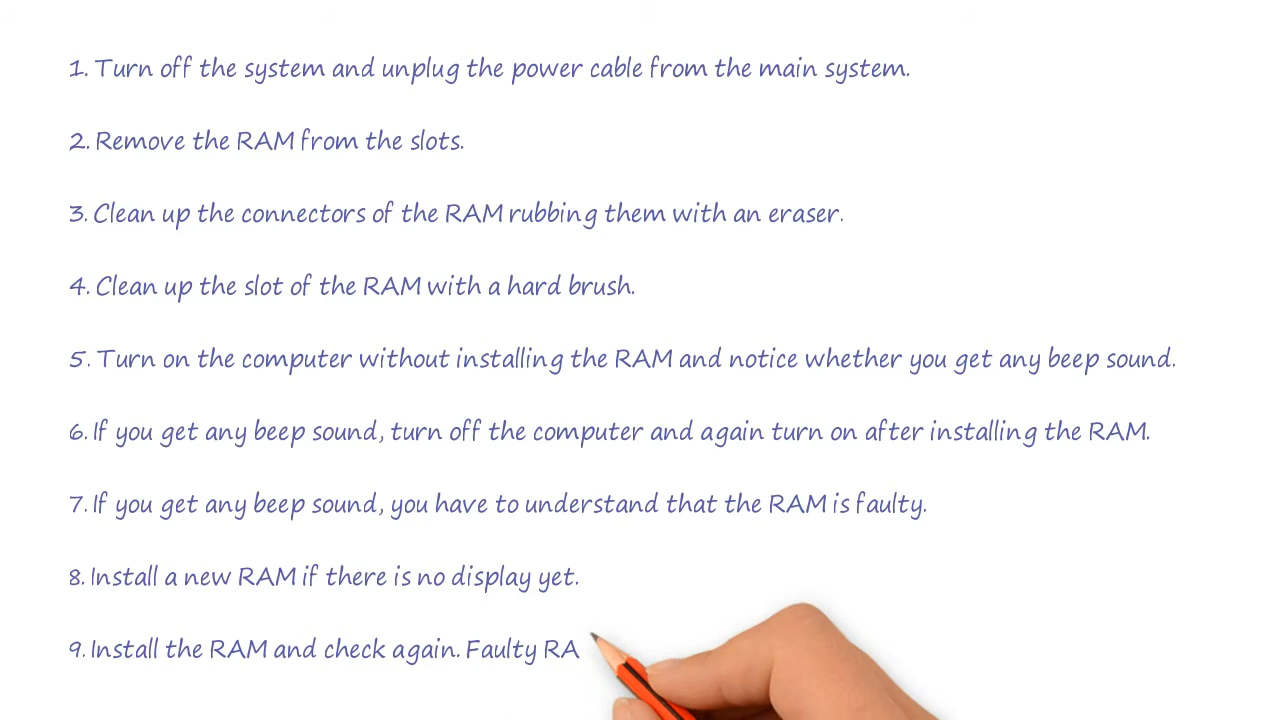 1. Turn off the system and unplug the power cable from the main system.
2. Remove the RAM from the slots.
3. Clean up the connectors of the RAM rubbing them with an eraser.
4. Clean up the slot of the RAM with a hard brush.
5. Turn on the computer without installing the RAM and notice whether you get any beep sound.
6. If you get any beep sound, turn off the computer and again turn on after installing the RAM.
7. If you get any beep sound, you have to understand that the RAM is faulty.
8. Install a new RAM if there is no display yet.
9. Install the RAM and check again. Faulty RA